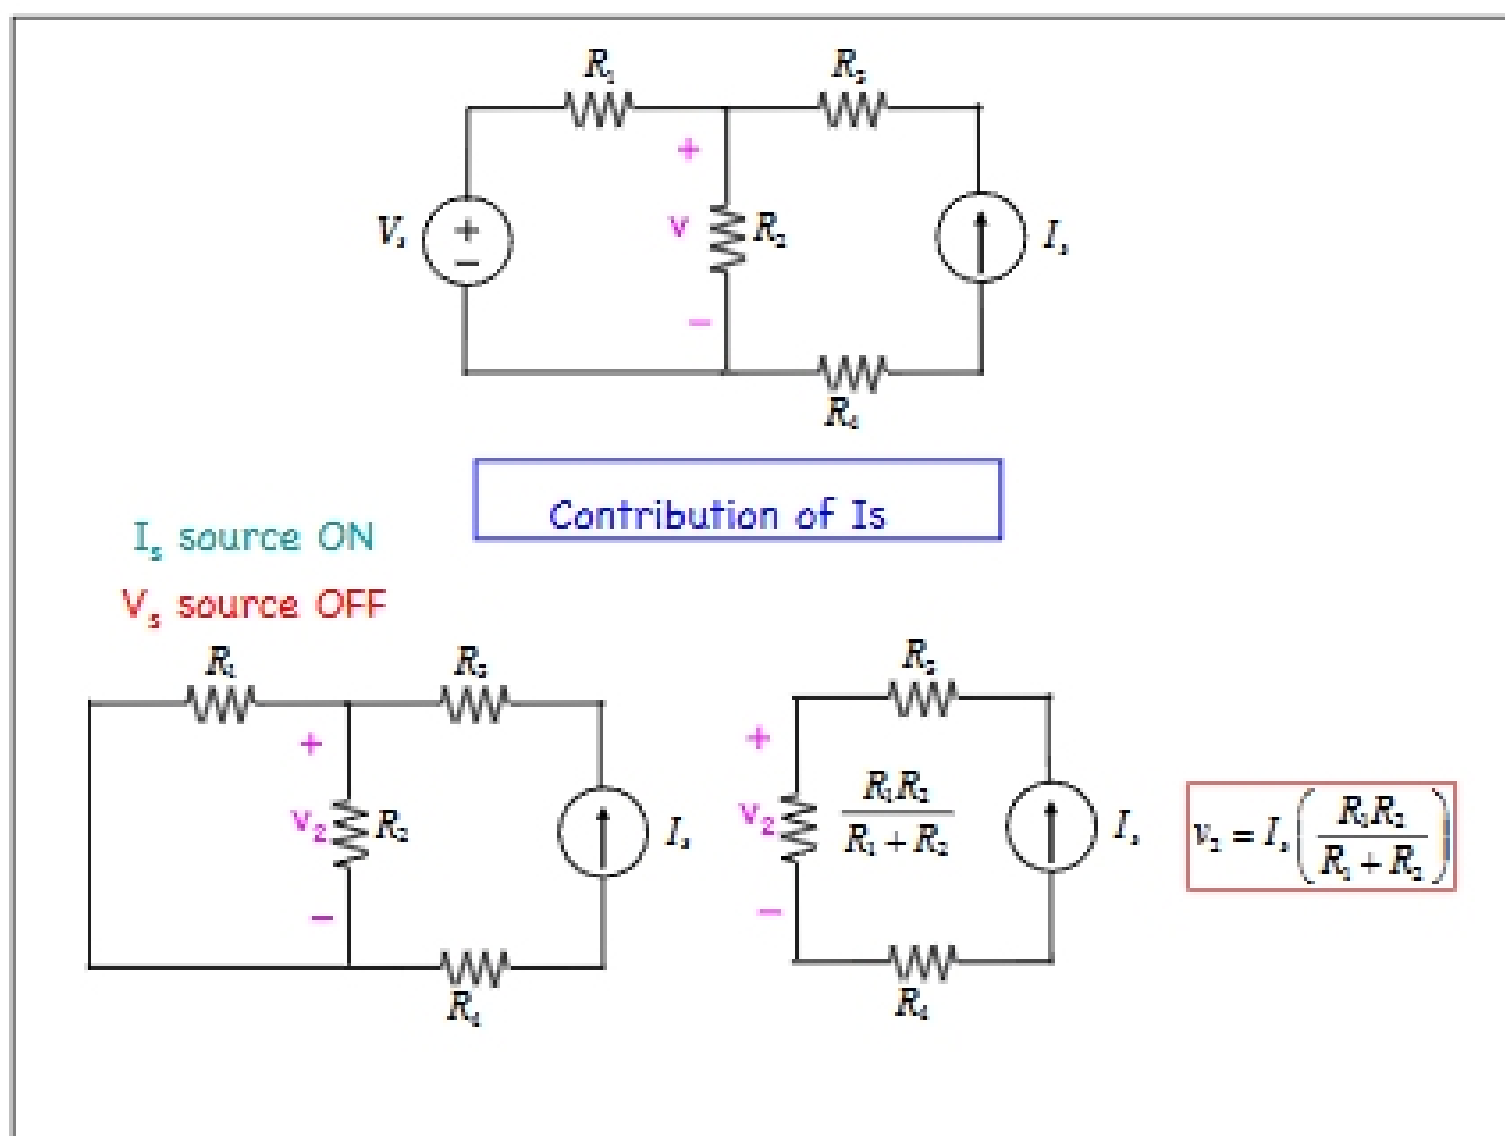 R₁ R₃
+
Vₛ + − v R₂ Iₛ
−
R₄
Contribution of Is
Iₛ source ON
Vₛ source OFF
R₁ R₃
+
v₂ R₂ Iₛ
−
R₄
R₃
+
v₂ R₁R₂ / R₁ + R₂ Iₛ
−
R₄
v₂ = Iₛ ( R₁R₂ / R₁ + R₂ )